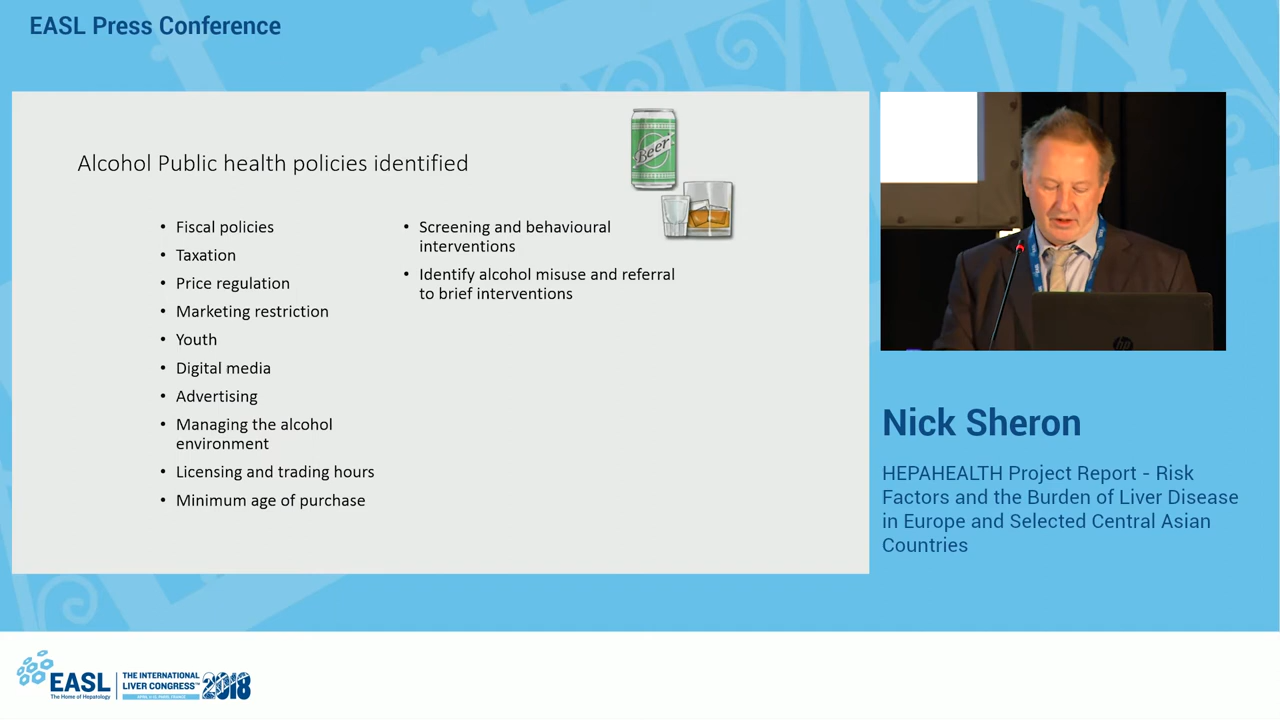 EASL Press Conference
Alcohol Public health policies identified
Beer
• Fiscal policies
• Taxation
• Price regulation
• Marketing restriction
• Youth
• Digital media
• Advertising
• Managing the alcohol
environment
• Licensing and trading hours
• Minimum age of purchase
• Screening and behavioural
interventions
• Identify alcohol misuse and referral
to brief interventions
hp
Nick Sheron
HEPAHEALTH Project Report - Risk
Factors and the Burden of Liver Disease
in Europe and Selected Central Asian
Countries
EASL
The Home of Hepatology
THE INTERNATIONAL
LIVER CONGRESS™
2018